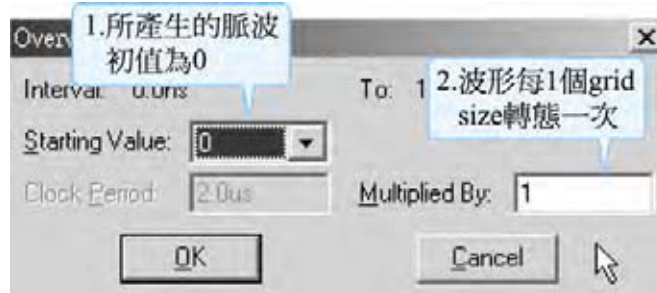 1.所產生的脈波
初值為0
2.波形每1個grid
size轉態一次
Interval: 0.0ns
To: 1
Starting Value: 0
Clock Period: 2.0us
Multiplied By: 1
OK
Cancel